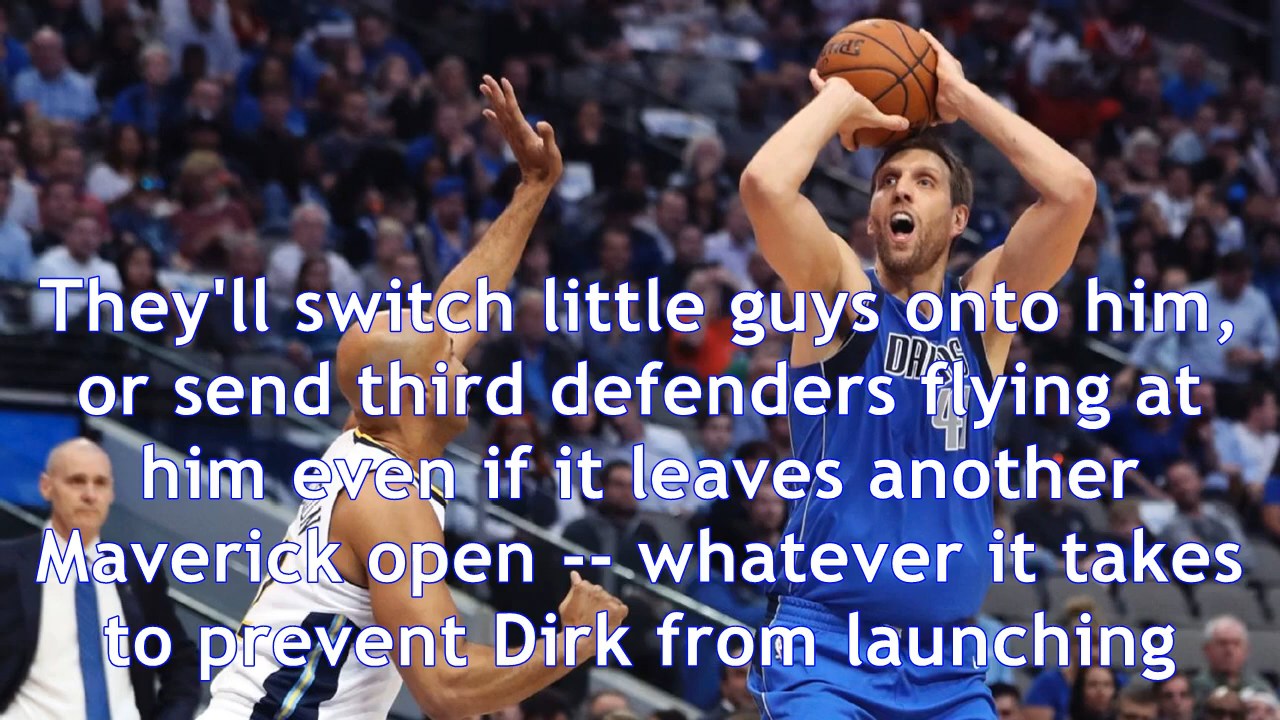 They'll switch little guys onto him,
or send third defenders flying at
him even if it leaves another
Maverick open -- whatever it takes
to prevent Dirk from launching